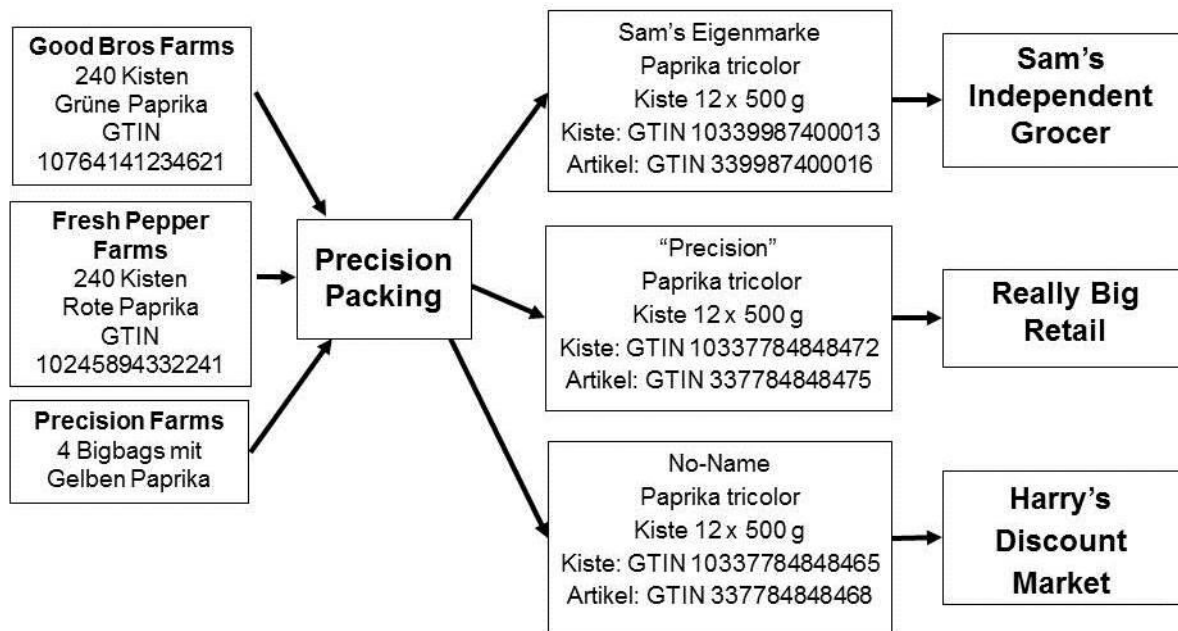 Good Bros Farms
240 Kisten
Grüne Paprika
GTIN
10764141234621
Fresh Pepper
Farms
240 Kisten
Rote Paprika
GTIN
10245894332241
Precision Farms
4 Bigbags mit
Gelben Paprika
Precision
Packing
Sam’s Eigenmarke
Paprika tricolor
Kiste 12 x 500 g
Kiste: GTIN 10339987400013
Artikel: GTIN 339987400016
“Precision”
Paprika tricolor
Kiste 12 x 500 g
Kiste: GTIN 10337784848472
Artikel: GTIN 337784848475
No-Name
Paprika tricolor
Kiste 12 x 500 g
Kiste: GTIN 10337784848465
Artikel: GTIN 337784848468
Sam’s
Independent
Grocer
Really Big
Retail
Harry’s
Discount
Market